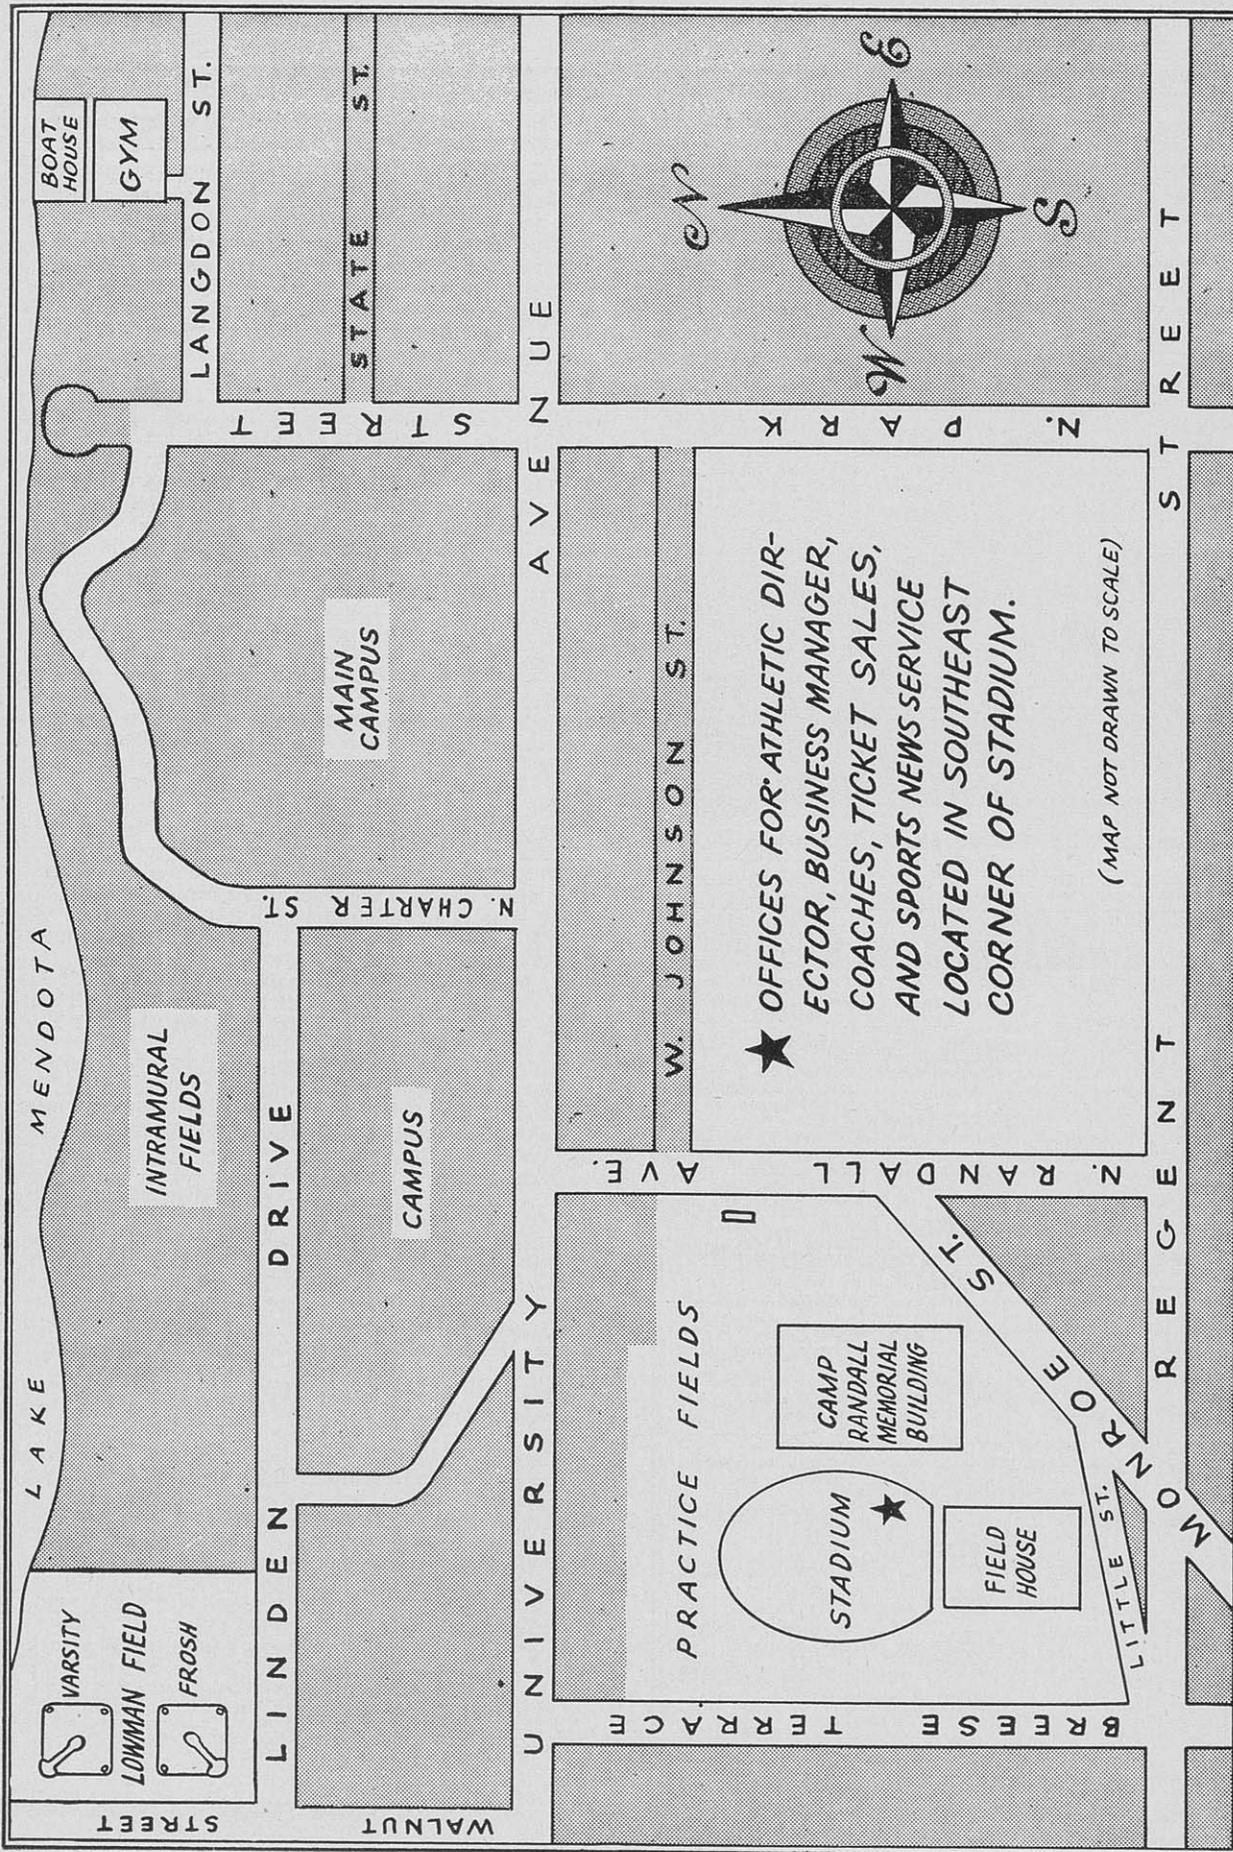 LAKE MENDOTA
BOAT
HOUSE
GYM
LANGDON ST.
STATE ST.
VARSITY
LOWMAN FIELD
FROSH
INTRAMURAL
FIELDS
MAIN
CAMPUS
CAMPUS
LINDEN DRIVE
N. CHARTER ST.
WALNUT STREET
UNIVERSITY AVENUE
N. PARK STREET
W. JOHNSON ST.
N. RANDALL AVE.
BREESE TERRACE
PRACTICE FIELDS
STADIUM
CAMP
RANDALL
MEMORIAL
BUILDING
FIELD
HOUSE
LITTLE ST.
MONROE ST.
REGENT STREET
N
W
E
S
★ OFFICES FOR ATHLETIC DIR-
ECTOR, BUSINESS MANAGER,
COACHES, TICKET SALES,
AND SPORTS NEWS SERVICE
LOCATED IN SOUTHEAST
CORNER OF STADIUM.
(MAP NOT DRAWN TO SCALE)